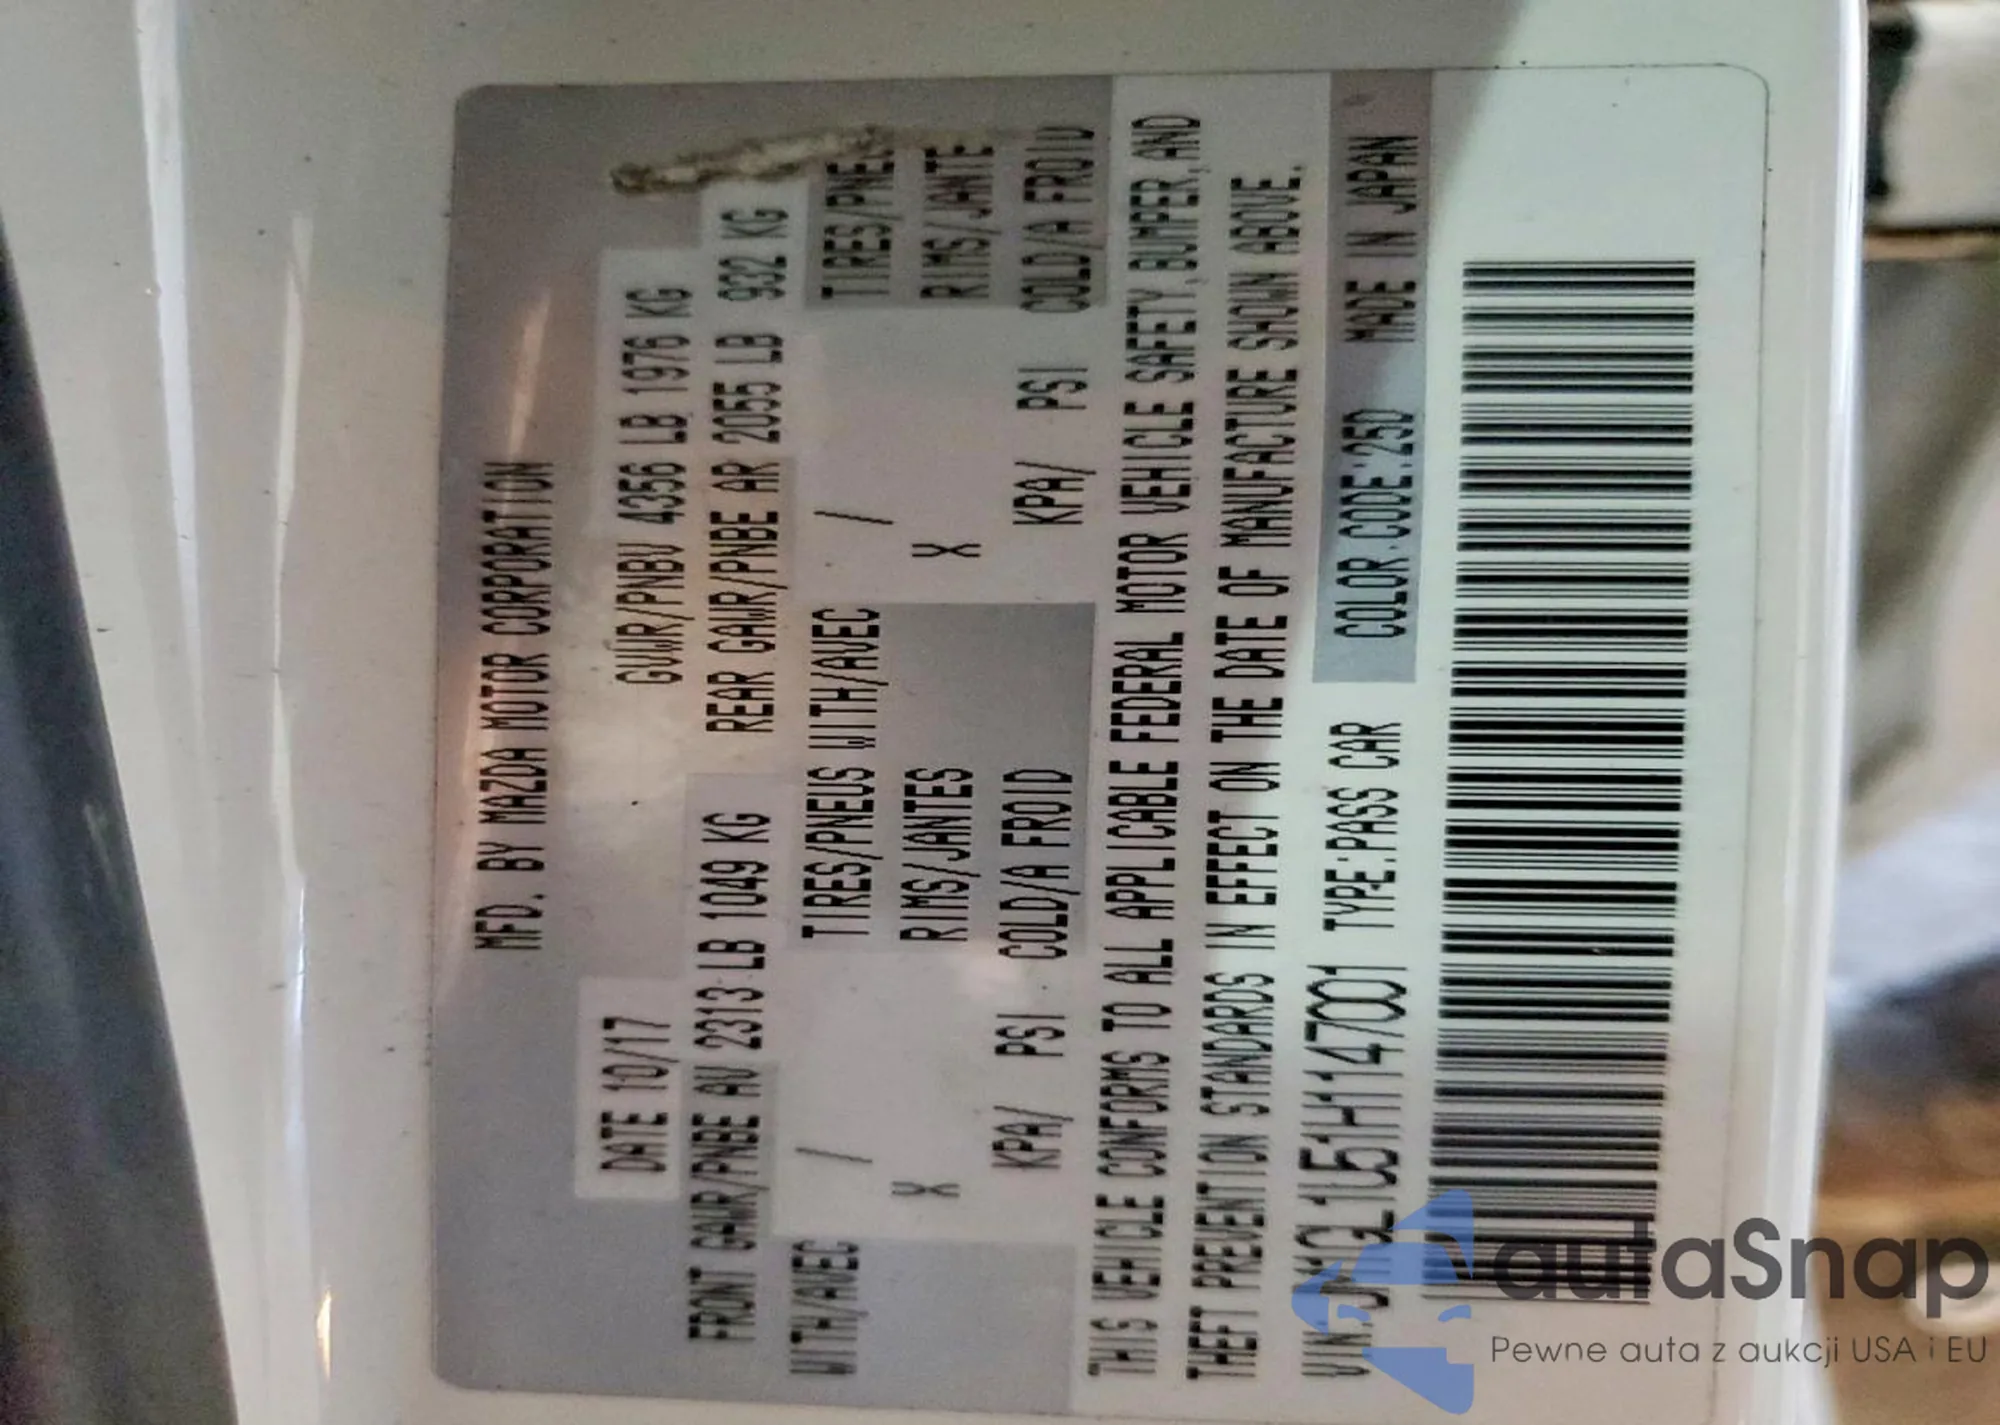 MFD. BY MAZDA MOTOR CORPORATION
DATE 10/17 GVWR/PNBV 4356 LB 1976 KG
FRONT GAWR/PNBE AV 2313 LB 1049 KG REAR GAWR/PNBE AR 2055 LB 932 KG
WITH/AVEC / TIRES/PNEUS WITH/AVEC / TIRES/PNEU
X RIMS/JANTES X RIMS/JANTE
KPA/ PSI COLD/A FROID KPA/ PSI COLD/A FROID
THIS VEHICLE CONFORMS TO ALL APPLICABLE FEDERAL MOTOR VEHICLE SAFETY,BUMPER,AND
THEFT PREVENTION STANDARDS IN EFFECT ON THE DATE OF MANUFACTURE SHOWN ABOVE.
VIN:JM1GL1U51H1147001 TYPE:PASS CAR COLOR CODE:25D MADE IN JAPAN
autaSnap
Pewne auta z aukcji USA i EU